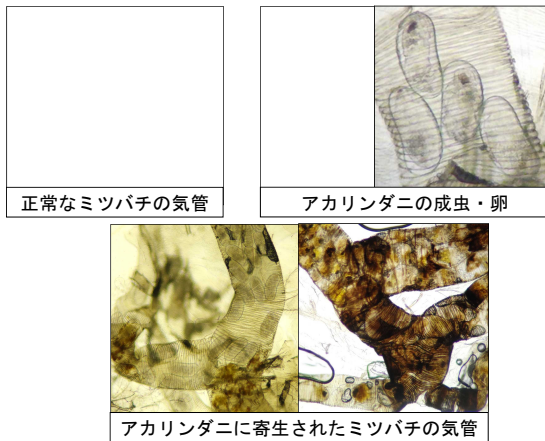 正常なミツバチの気管
アカリンダニの成虫・卵
アカリンダニに寄生されたミツバチの気管